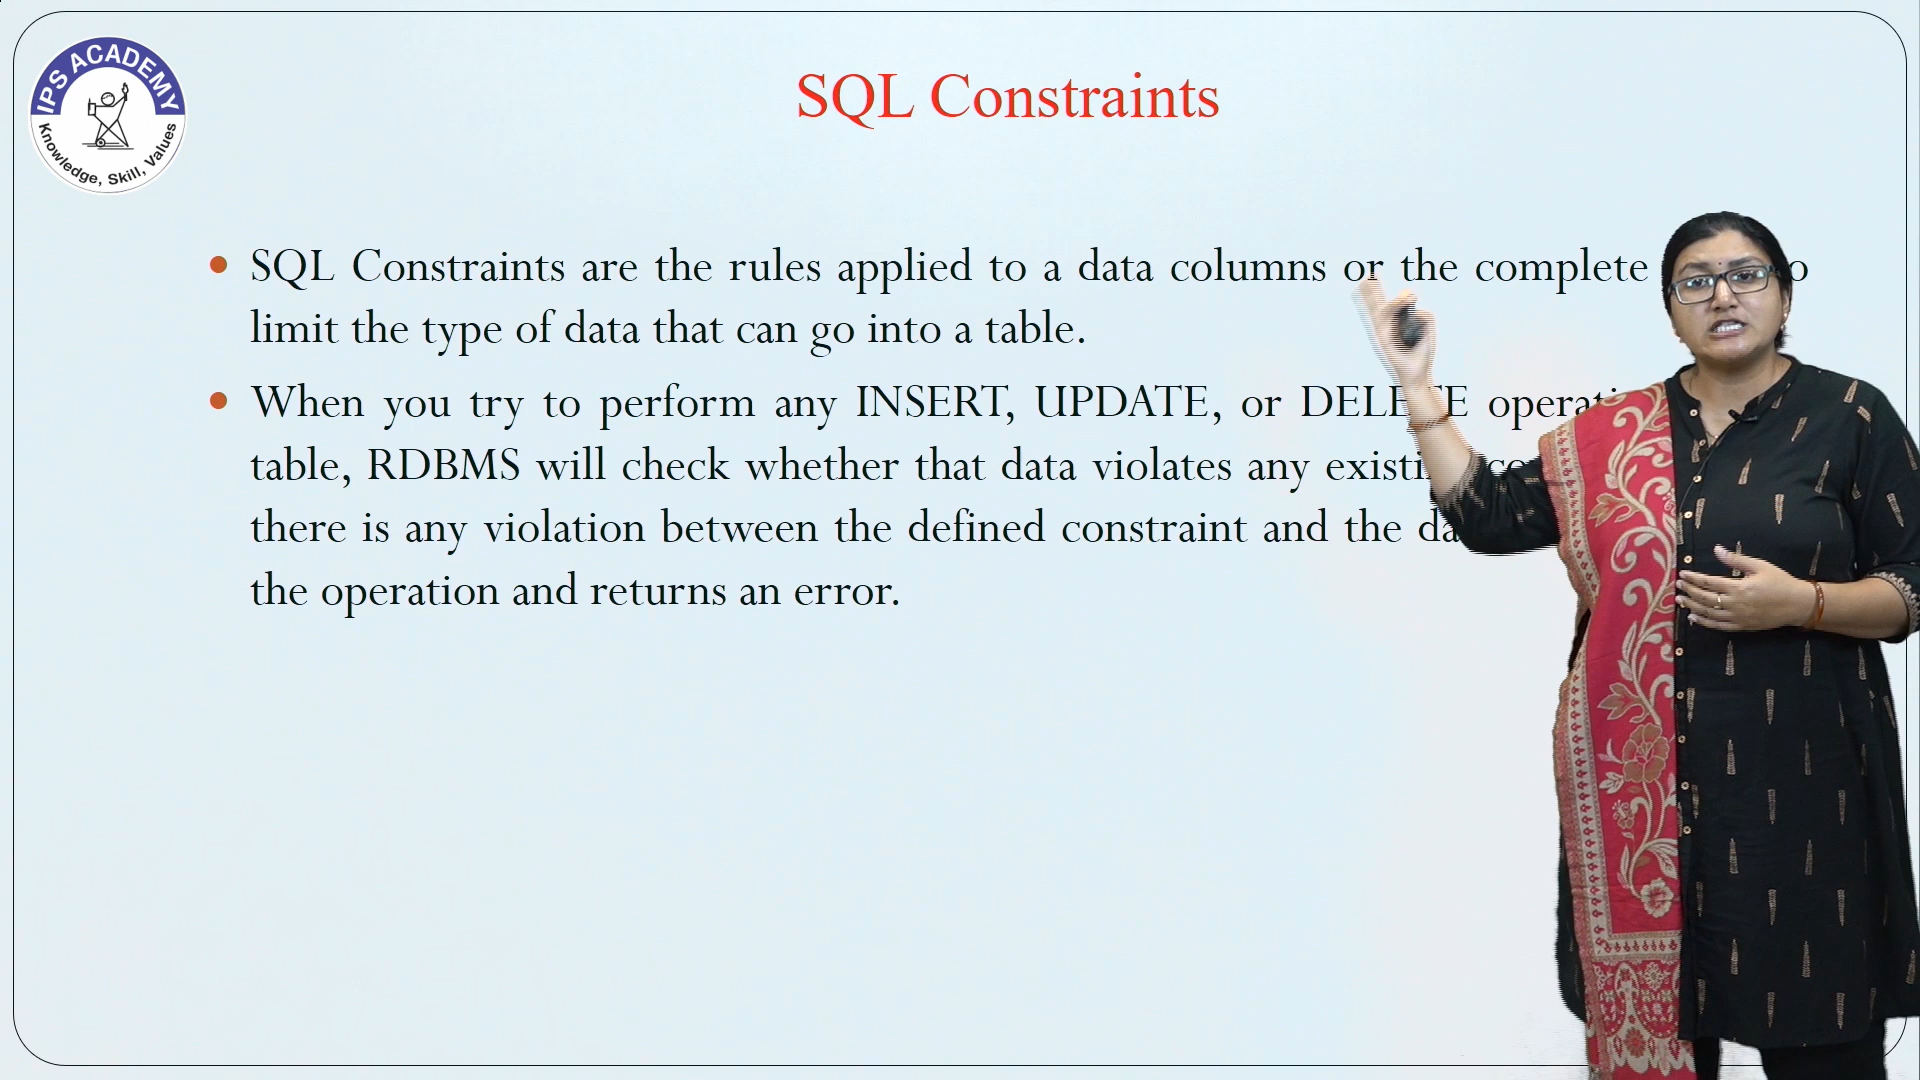 IPS ACADEMY
Knowledge, Skill, Values
SQL Constraints
SQL Constraints are the rules applied to a data columns or the complete
limit the type of data that can go into a table.
When you try to perform any INSERT, UPDATE, or DELETE
table, RDBMS will check whether that data violates any
there is any violation between the defined constraint and the
the operation and returns an error.